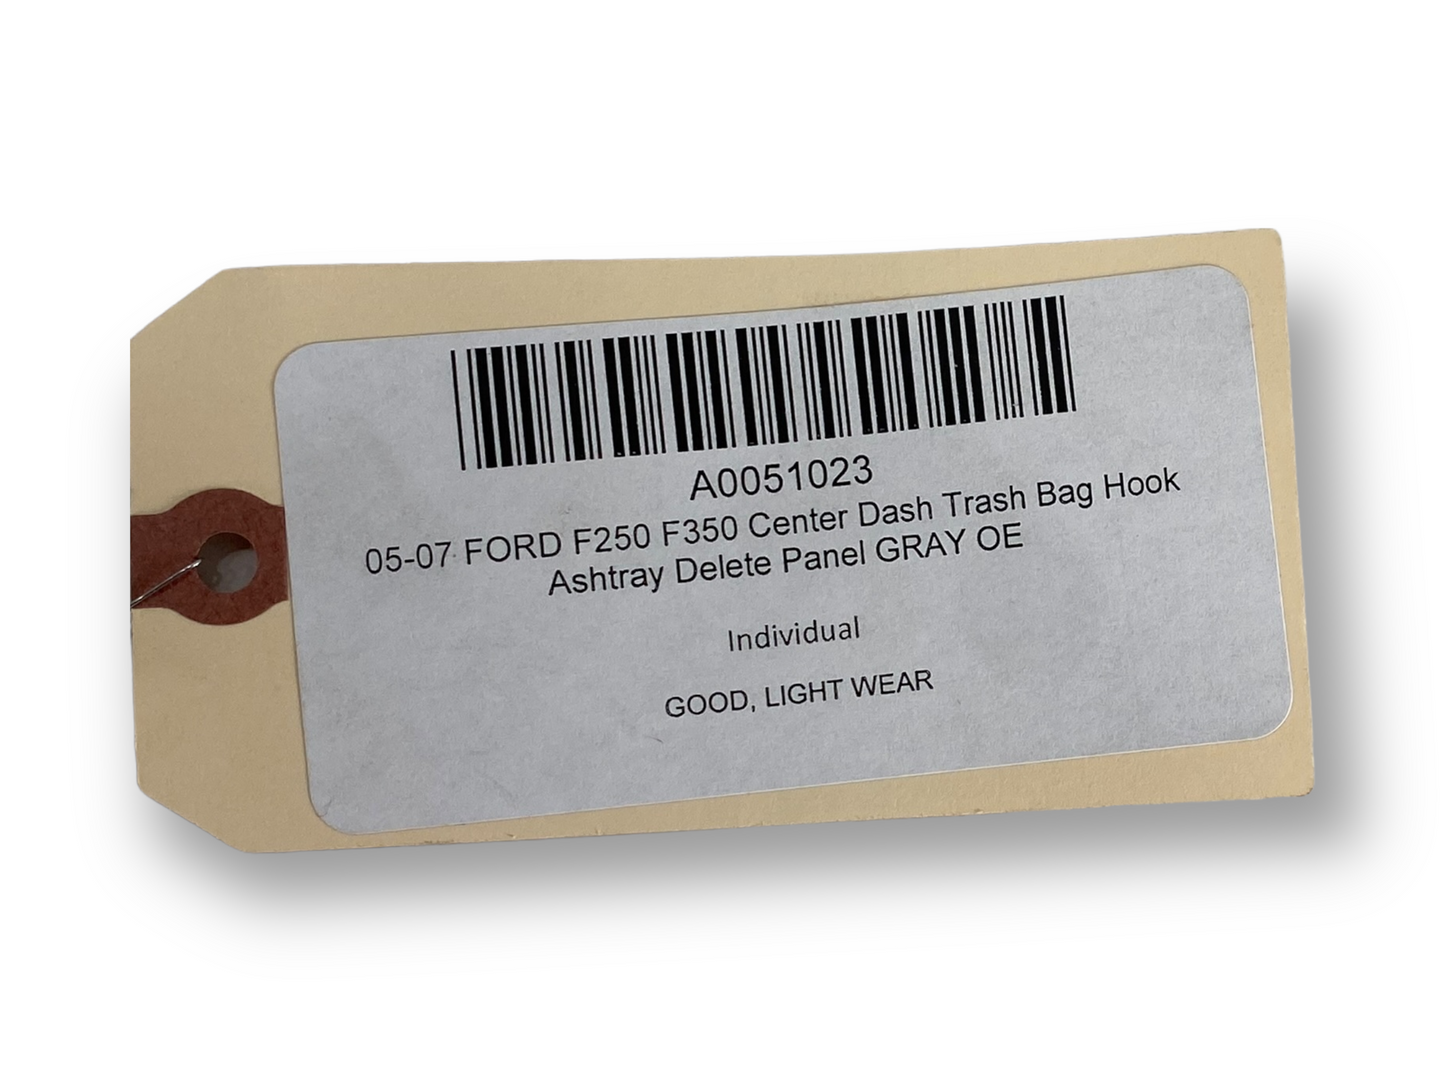 A0051023
05-07 FORD F250 F350 Center Dash Trash Bag Hook
Ashtray Delete Panel GRAY OE
Individual
GOOD, LIGHT WEAR